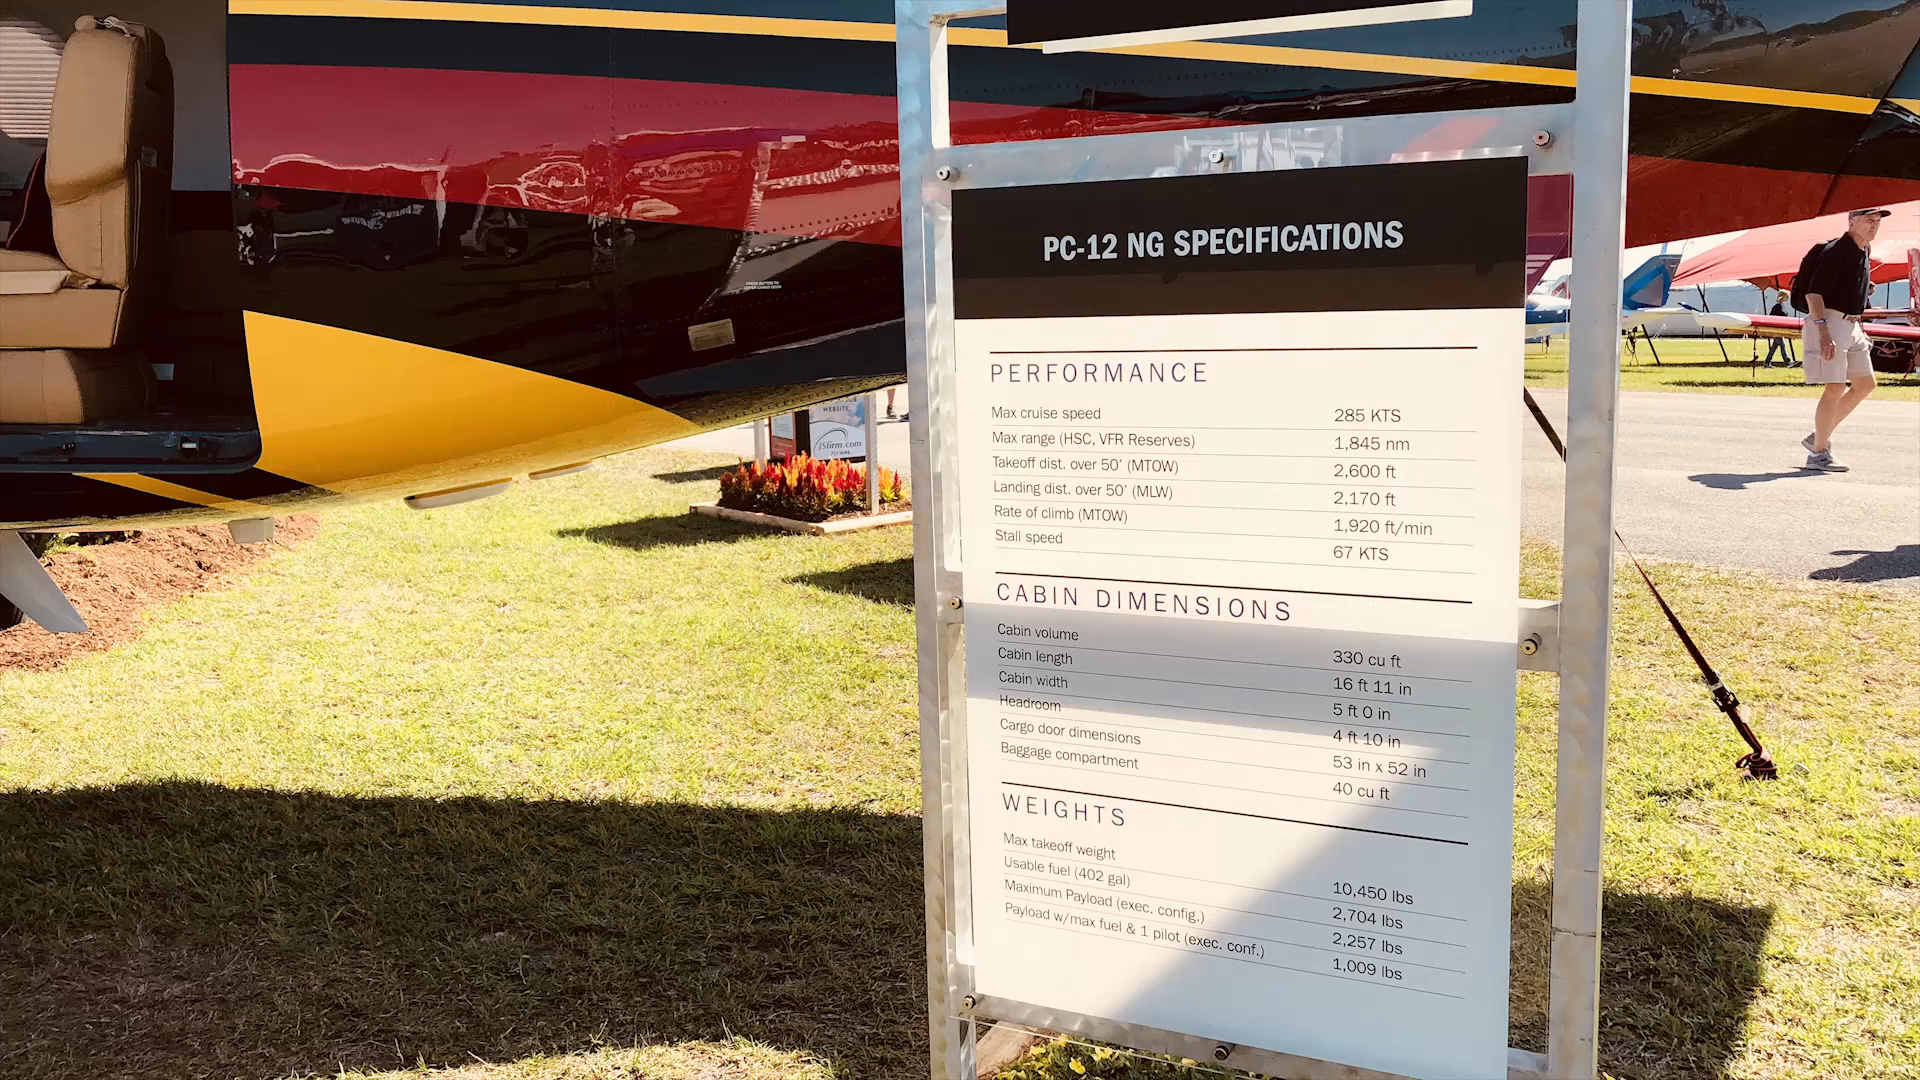 PC-12 NG SPECIFICATIONS
PERFORMANCE
Max cruise speed 285 KTS
Max range (HSC, VFR Reserves) 1,845 nm
Takeoff dist. over 50' (MTOW) 2,600 ft
Landing dist. over 50' (MLW) 2,170 ft
Rate of climb (MTOW) 1,920 ft/min
Stall speed 67 KTS
CABIN DIMENSIONS
Cabin volume 330 cu ft
Cabin length 16 ft 11 in
Cabin width 5 ft 0 in
Headroom 4 ft 10 in
Cargo door dimensions 53 in x 52 in
Baggage compartment 40 cu ft
WEIGHTS
Max takeoff weight 10,450 lbs
Usable fuel (402 gal) 2,704 lbs
Maximum Payload (exec. config.) 2,257 lbs
Payload w/max fuel & 1 pilot (exec. conf.) 1,009 lbs
WEBSITE.
JSfirm.com